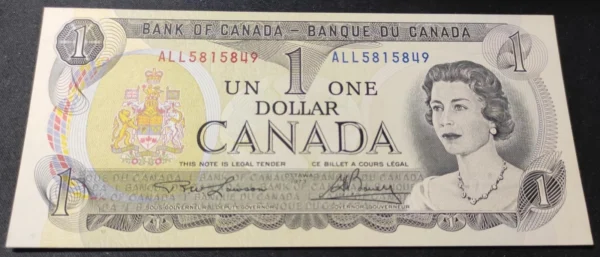 1 BANK OF CANADA – BANQUE DU CANADA 1
ALL5815849 1 ALL5815849
UN ONE
DOLLAR
CANADA
THIS NOTE IS LEGAL TENDER CE BILLET A COURS LÉGAL
OTTAWA
1 1